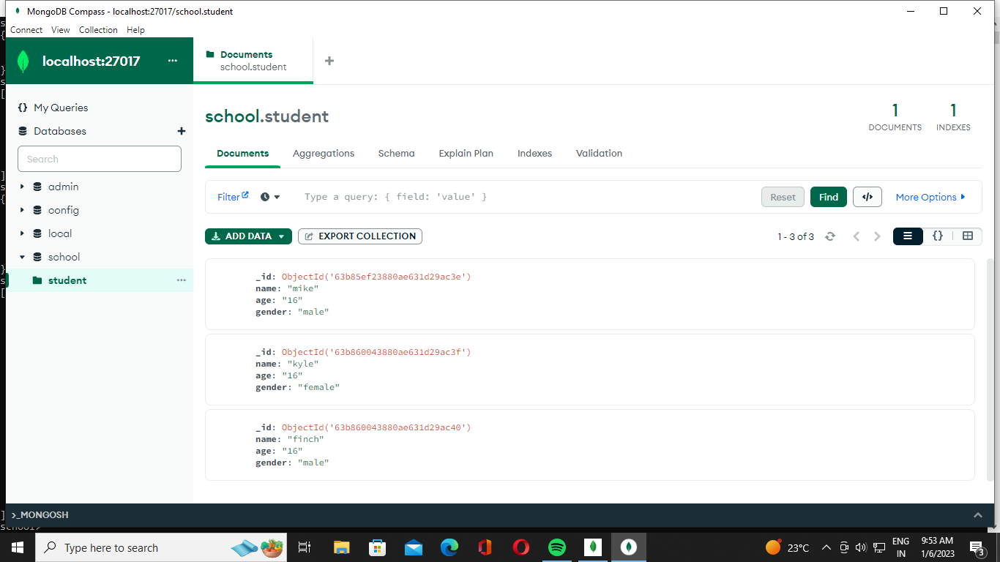 MongoDB Compass - localhost:27017/school.student
Connect View Collection Help
localhost:27017
Documents
school.student
My Queries
Databases
Search
admin
config
local
school
student
school.student
1
DOCUMENTS
1
INDEXES
Documents Aggregations Schema Explain Plan Indexes Validation
Filter
Type a query: { field: 'value' }
Reset
Find
</>
More Options
ADD DATA
EXPORT COLLECTION
1 - 3 of 3
{}
_id: ObjectId('63b85ef23880ae631d29ac3e')
name: "mike"
age: "16"
gender: "male"
_id: ObjectId('63b860043880ae631d29ac3f')
name: "kyle"
age: "16"
gender: "female"
_id: ObjectId('63b860043880ae631d29ac40')
name: "finch"
age: "16"
gender: "male"
>_MONGOSH
school>
Type here to search
23°C
ENG
IN
9:53 AM
1/6/2023
3